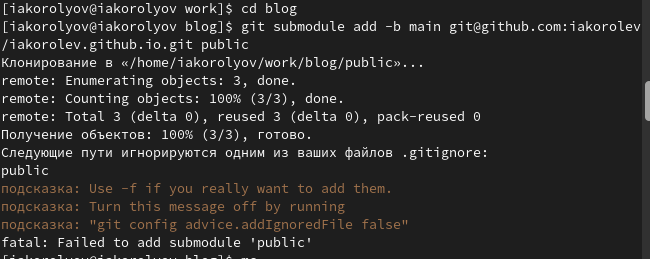 [iakorolyov@iakorolyov work]$ cd blog
[iakorolyov@iakorolyov blog]$ git submodule add -b main git@github.com:iakorolev
/iakorolev.github.io.git public
Клонирование в «/home/iakorolyov/work/blog/public»...
remote: Enumerating objects: 3, done.
remote: Counting objects: 100% (3/3), done.
remote: Total 3 (delta 0), reused 3 (delta 0), pack-reused 0
Получение объектов: 100% (3/3), готово.
Следующие пути игнорируются одним из ваших файлов .gitignore:
public
подсказка: Use -f if you really want to add them.
подсказка: Turn this message off by running
подсказка: "git config advice.addIgnoredFile false"
fatal: Failed to add submodule 'public'
[iakorolyov@iakorolyov blog]$